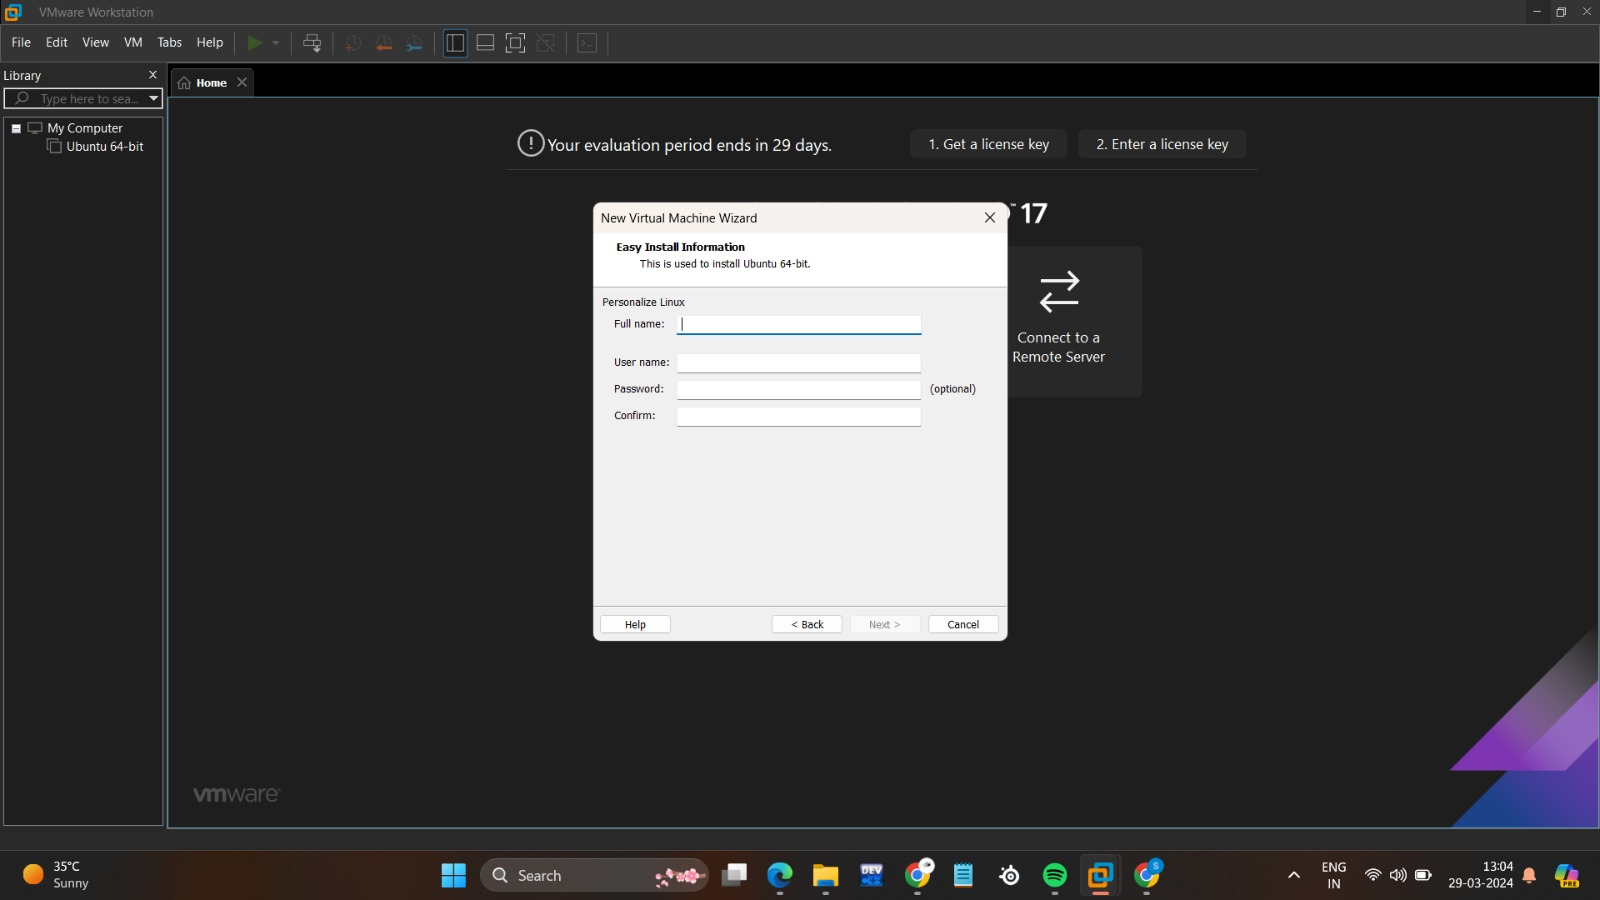 VMware Workstation
File Edit View VM Tabs Help
Library
Home
Type here to sea...
My Computer
Ubuntu 64-bit
Your evaluation period ends in 29 days.
1. Get a license key
2. Enter a license key
™ 17
New Virtual Machine Wizard
Easy Install Information
This is used to install Ubuntu 64-bit.
Personalize Linux
Full name:
User name:
Password: (optional)
Confirm:
Help < Back Next > Cancel
Connect to a
Remote Server
vmware
35°C
Sunny
Search
DEV
S
ENG
IN
13:04
29-03-2024
PRE